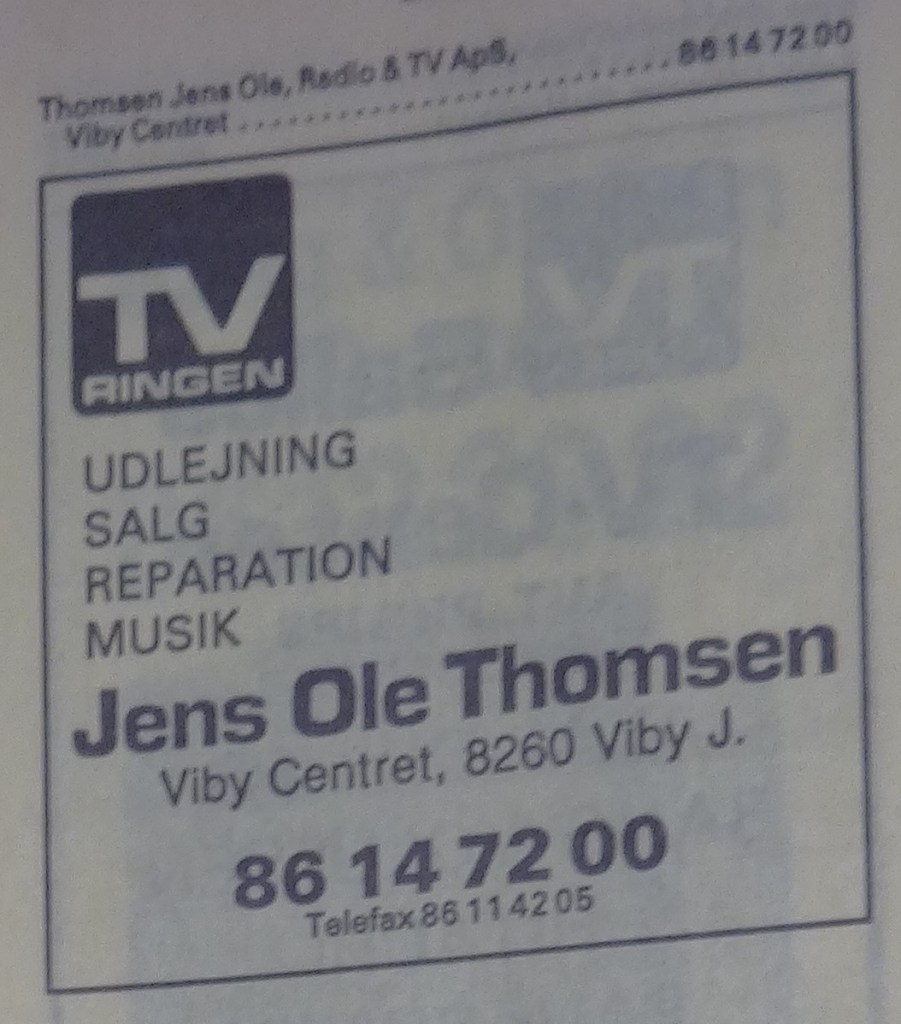 Thomsen Jens Ole, Radio & TV ApS,
Viby Centret ............................ 86 14 72 00
TV
RINGEN
UDLEJNING
SALG
REPARATION
MUSIK
Jens Ole Thomsen
Viby Centret, 8260 Viby J.
86 14 72 00
Telefax 86 11 42 05